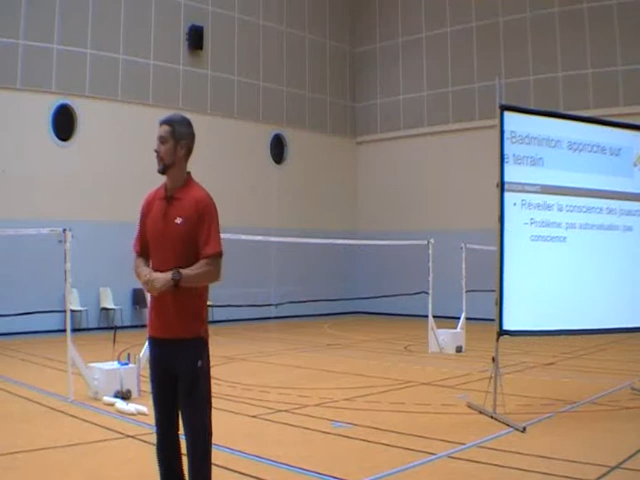 -Badminton: approche sur
e terrain
• Réveiller la conscience des
– Problème, pas autoévaluation (pas
conscience